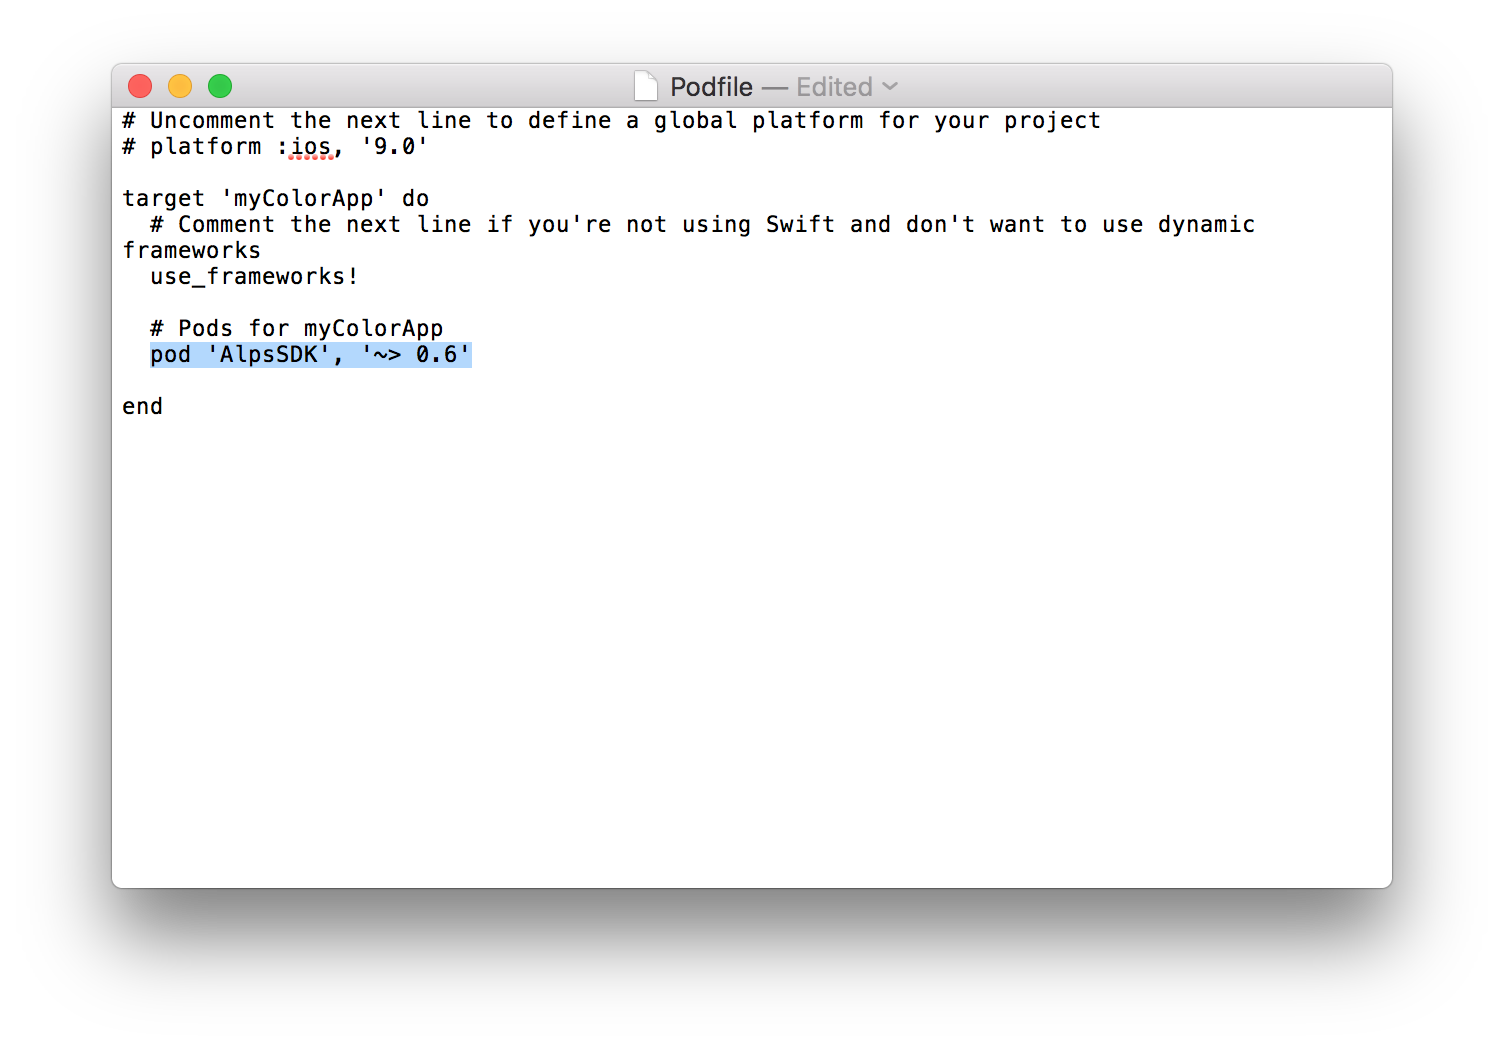 Podfile — Edited
# Uncomment the next line to define a global platform for your project
# platform :ios, '9.0'
target 'myColorApp' do
  # Comment the next line if you're not using Swift and don't want to use dynamic
frameworks
  use_frameworks!
  # Pods for myColorApp
  pod 'AlpsSDK', '~> 0.6'
end